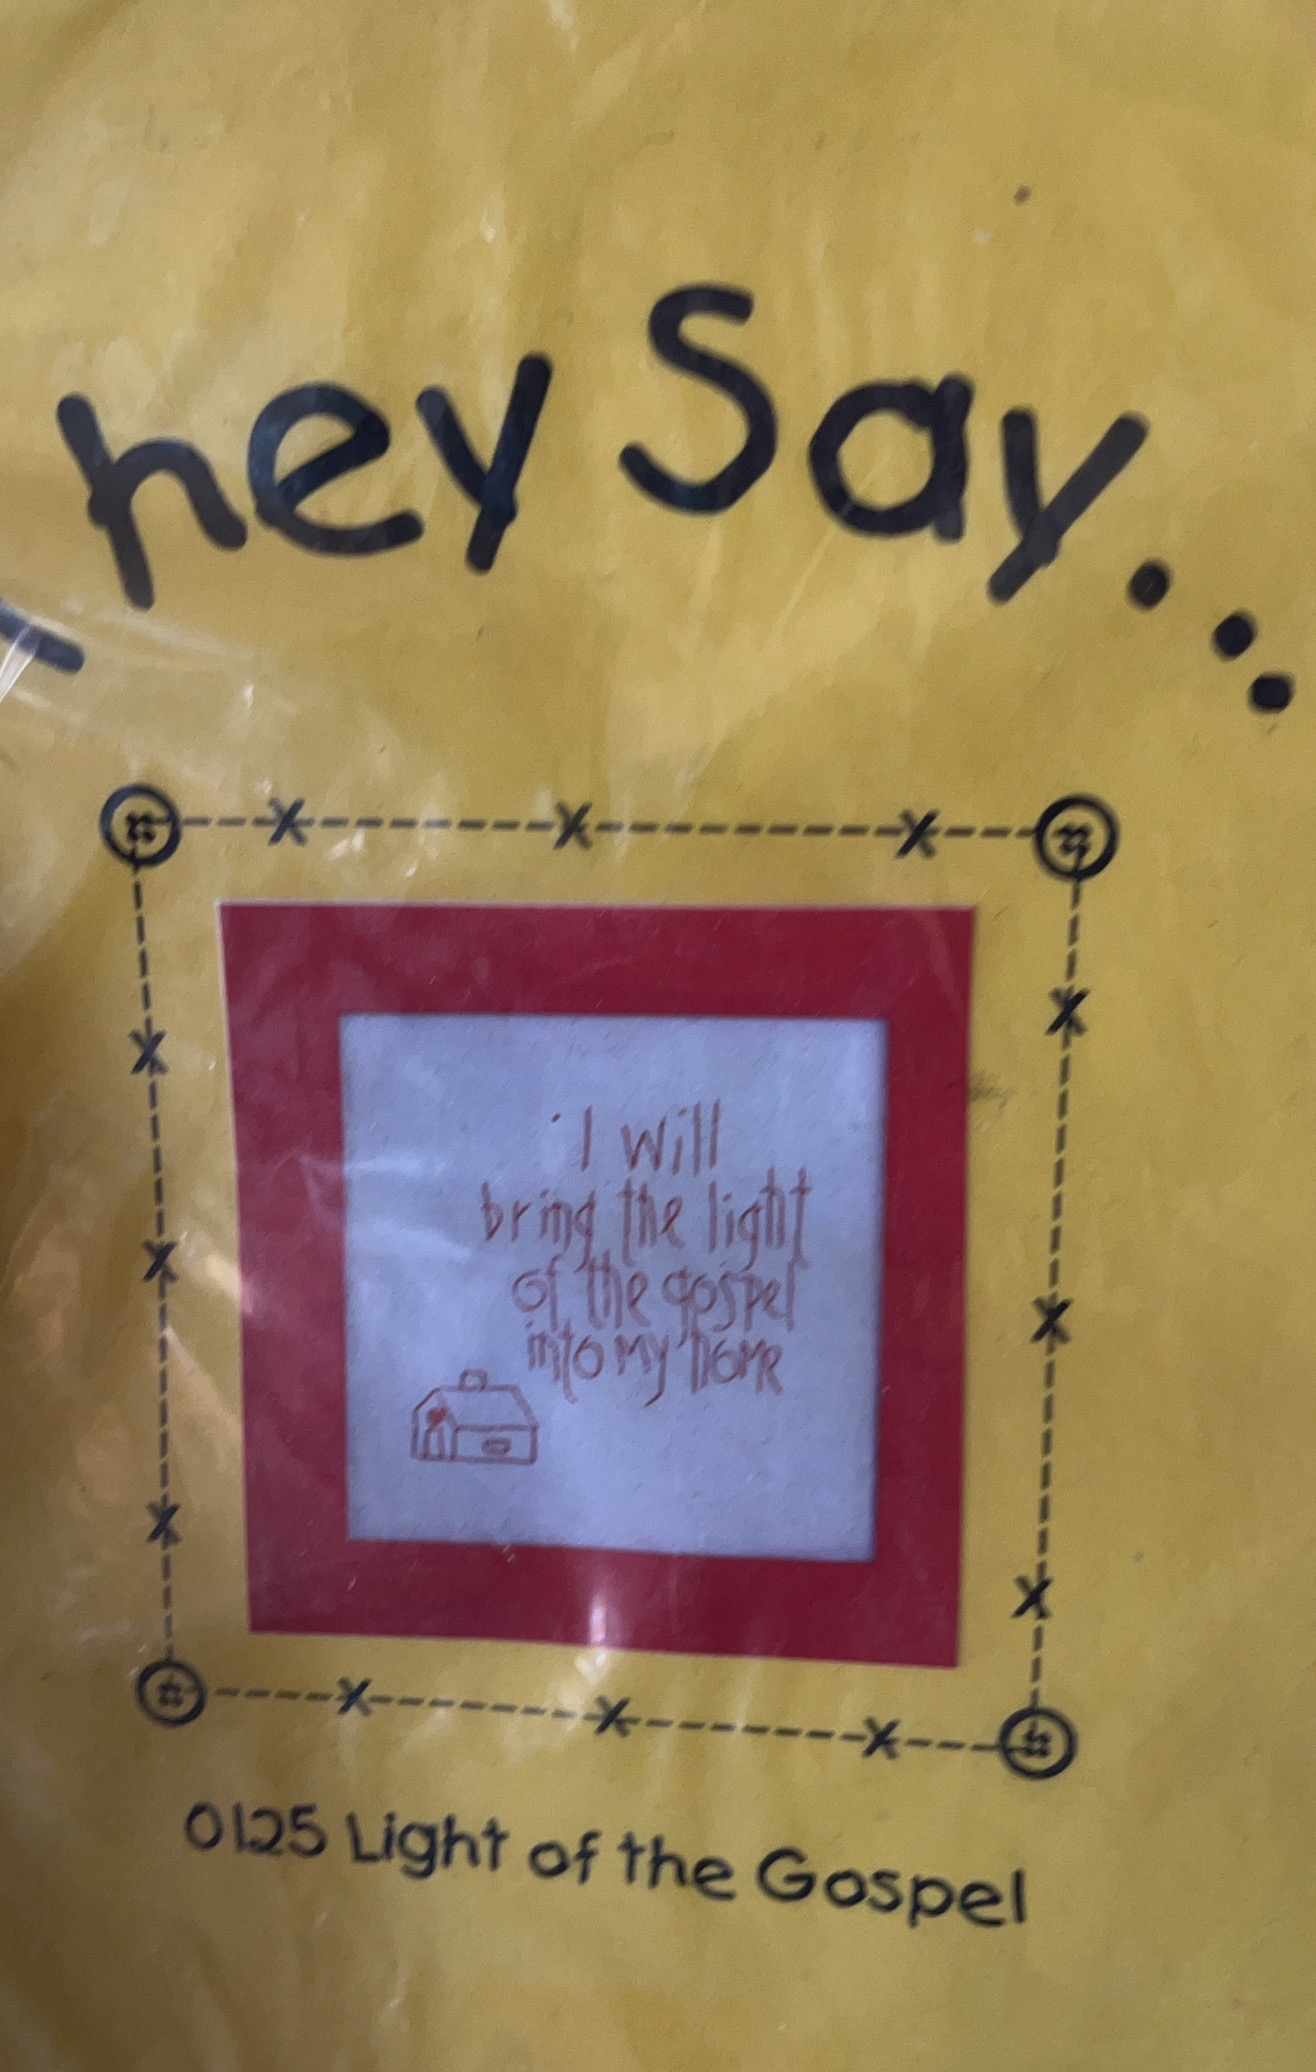 hey Say...
I will
bring the light
of the gospel
into my home
0125 Light of the Gospel